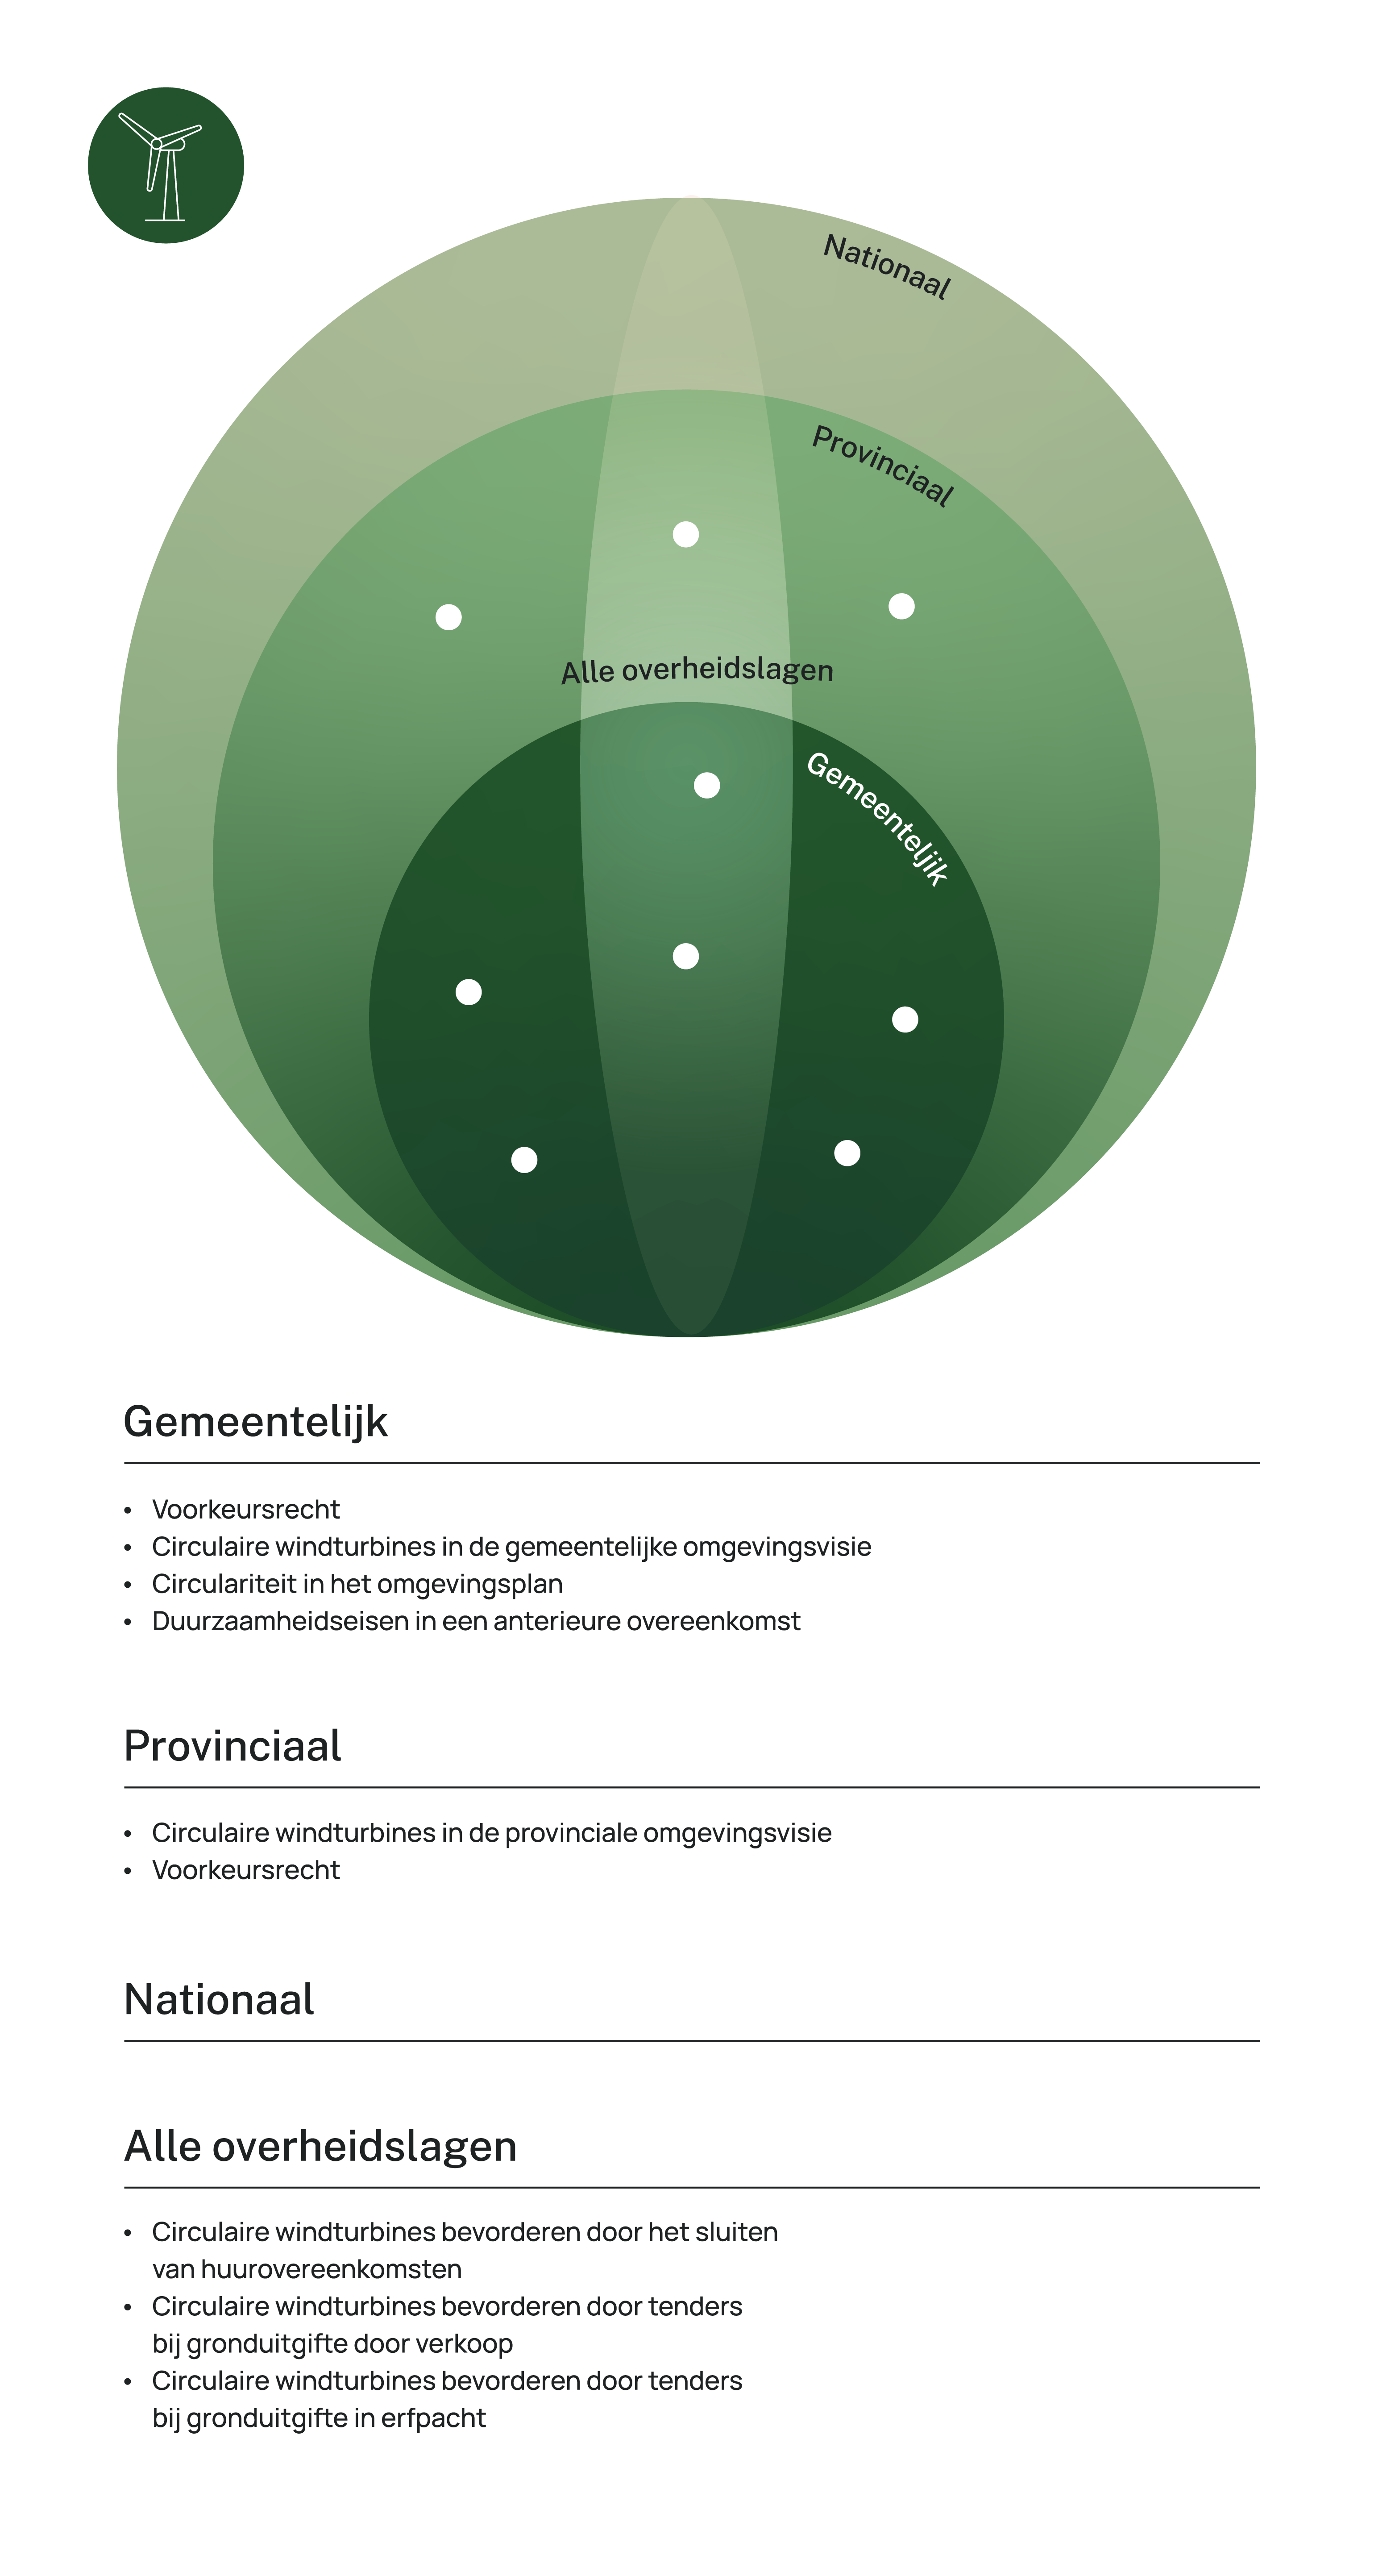 Nationaal
Provinciaal
Alle overheidslagen
Gemeentelijk
Gemeentelijk
• Voorkeursrecht
• Circulaire windturbines in de gemeentelijke omgevingsvisie
• Circulariteit in het omgevingsplan
• Duurzaamheidseisen in een anterieure overeenkomst
Provinciaal
• Circulaire windturbines in de provinciale omgevingsvisie
• Voorkeursrecht
Nationaal
Alle overheidslagen
• Circulaire windturbines bevorderen door het sluiten
van huurovereenkomsten
• Circulaire windturbines bevorderen door tenders
bij gronduitgifte door verkoop
• Circulaire windturbines bevorderen door tenders
bij gronduitgifte in erfpacht